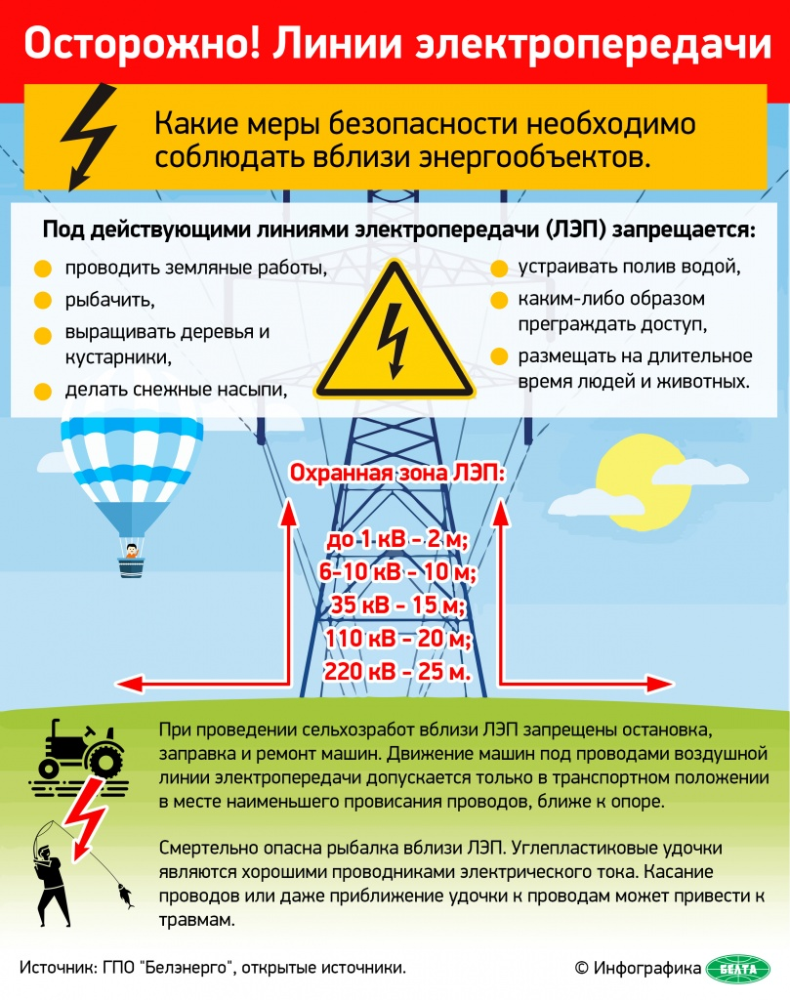 Осторожно! Линии электропередачи
Какие меры безопасности необходимо
соблюдать вблизи энергообъектов.
Под действующими линиями электропередачи (ЛЭП) запрещается:
проводить земляные работы,
рыбачить,
выращивать деревья и
кустарники,
делать снежные насыпи,
устраивать полив водой,
каким-либо образом
преграждать доступ,
размещать на длительное
время людей и животных.
Охранная зона ЛЭП:
до 1 кВ - 2 м;
6-10 кВ - 10 м;
35 кВ - 15 м;
110 кВ - 20 м;
220 кВ - 25 м.
При проведении сельхозработ вблизи ЛЭП запрещены остановка,
заправка и ремонт машин. Движение машин под проводами воздушной
линии электропередачи допускается только в транспортном положении
в месте наименьшего провисания проводов, ближе к опоре.
Смертельно опасна рыбалка вблизи ЛЭП. Углепластиковые удочки
являются хорошими проводниками электрического тока. Касание
проводов или даже приближение удочки к проводам может привести к
травмам.
Источник: ГПО "Белэнерго", открытые источники.
© Инфографика БЕЛТА